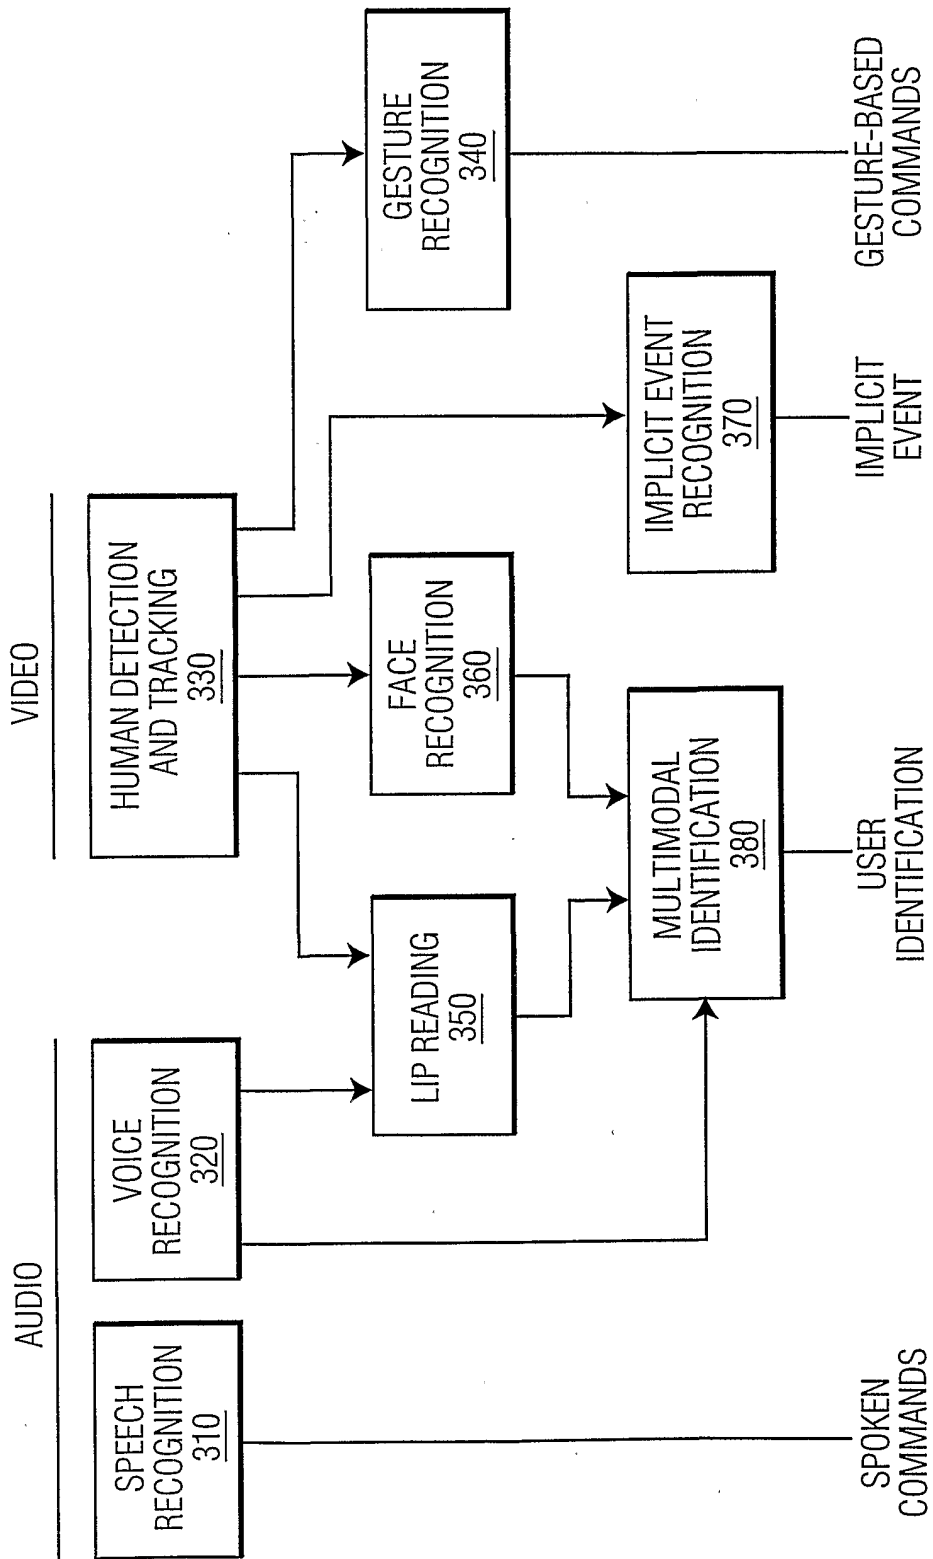 AUDIO
VIDEO
SPEECH
RECOGNITION
310
VOICE
RECOGNITION
320
HUMAN DETECTION
AND TRACKING
330
LIP READING
350
FACE
RECOGNITION
360
GESTURE
RECOGNITION
340
MULTIMODAL
IDENTIFICATION
380
IMPLICIT EVENT
RECOGNITION
370
SPOKEN
COMMANDS
USER
IDENTIFICATION
IMPLICIT
EVENT
GESTURE-BASED
COMMANDS